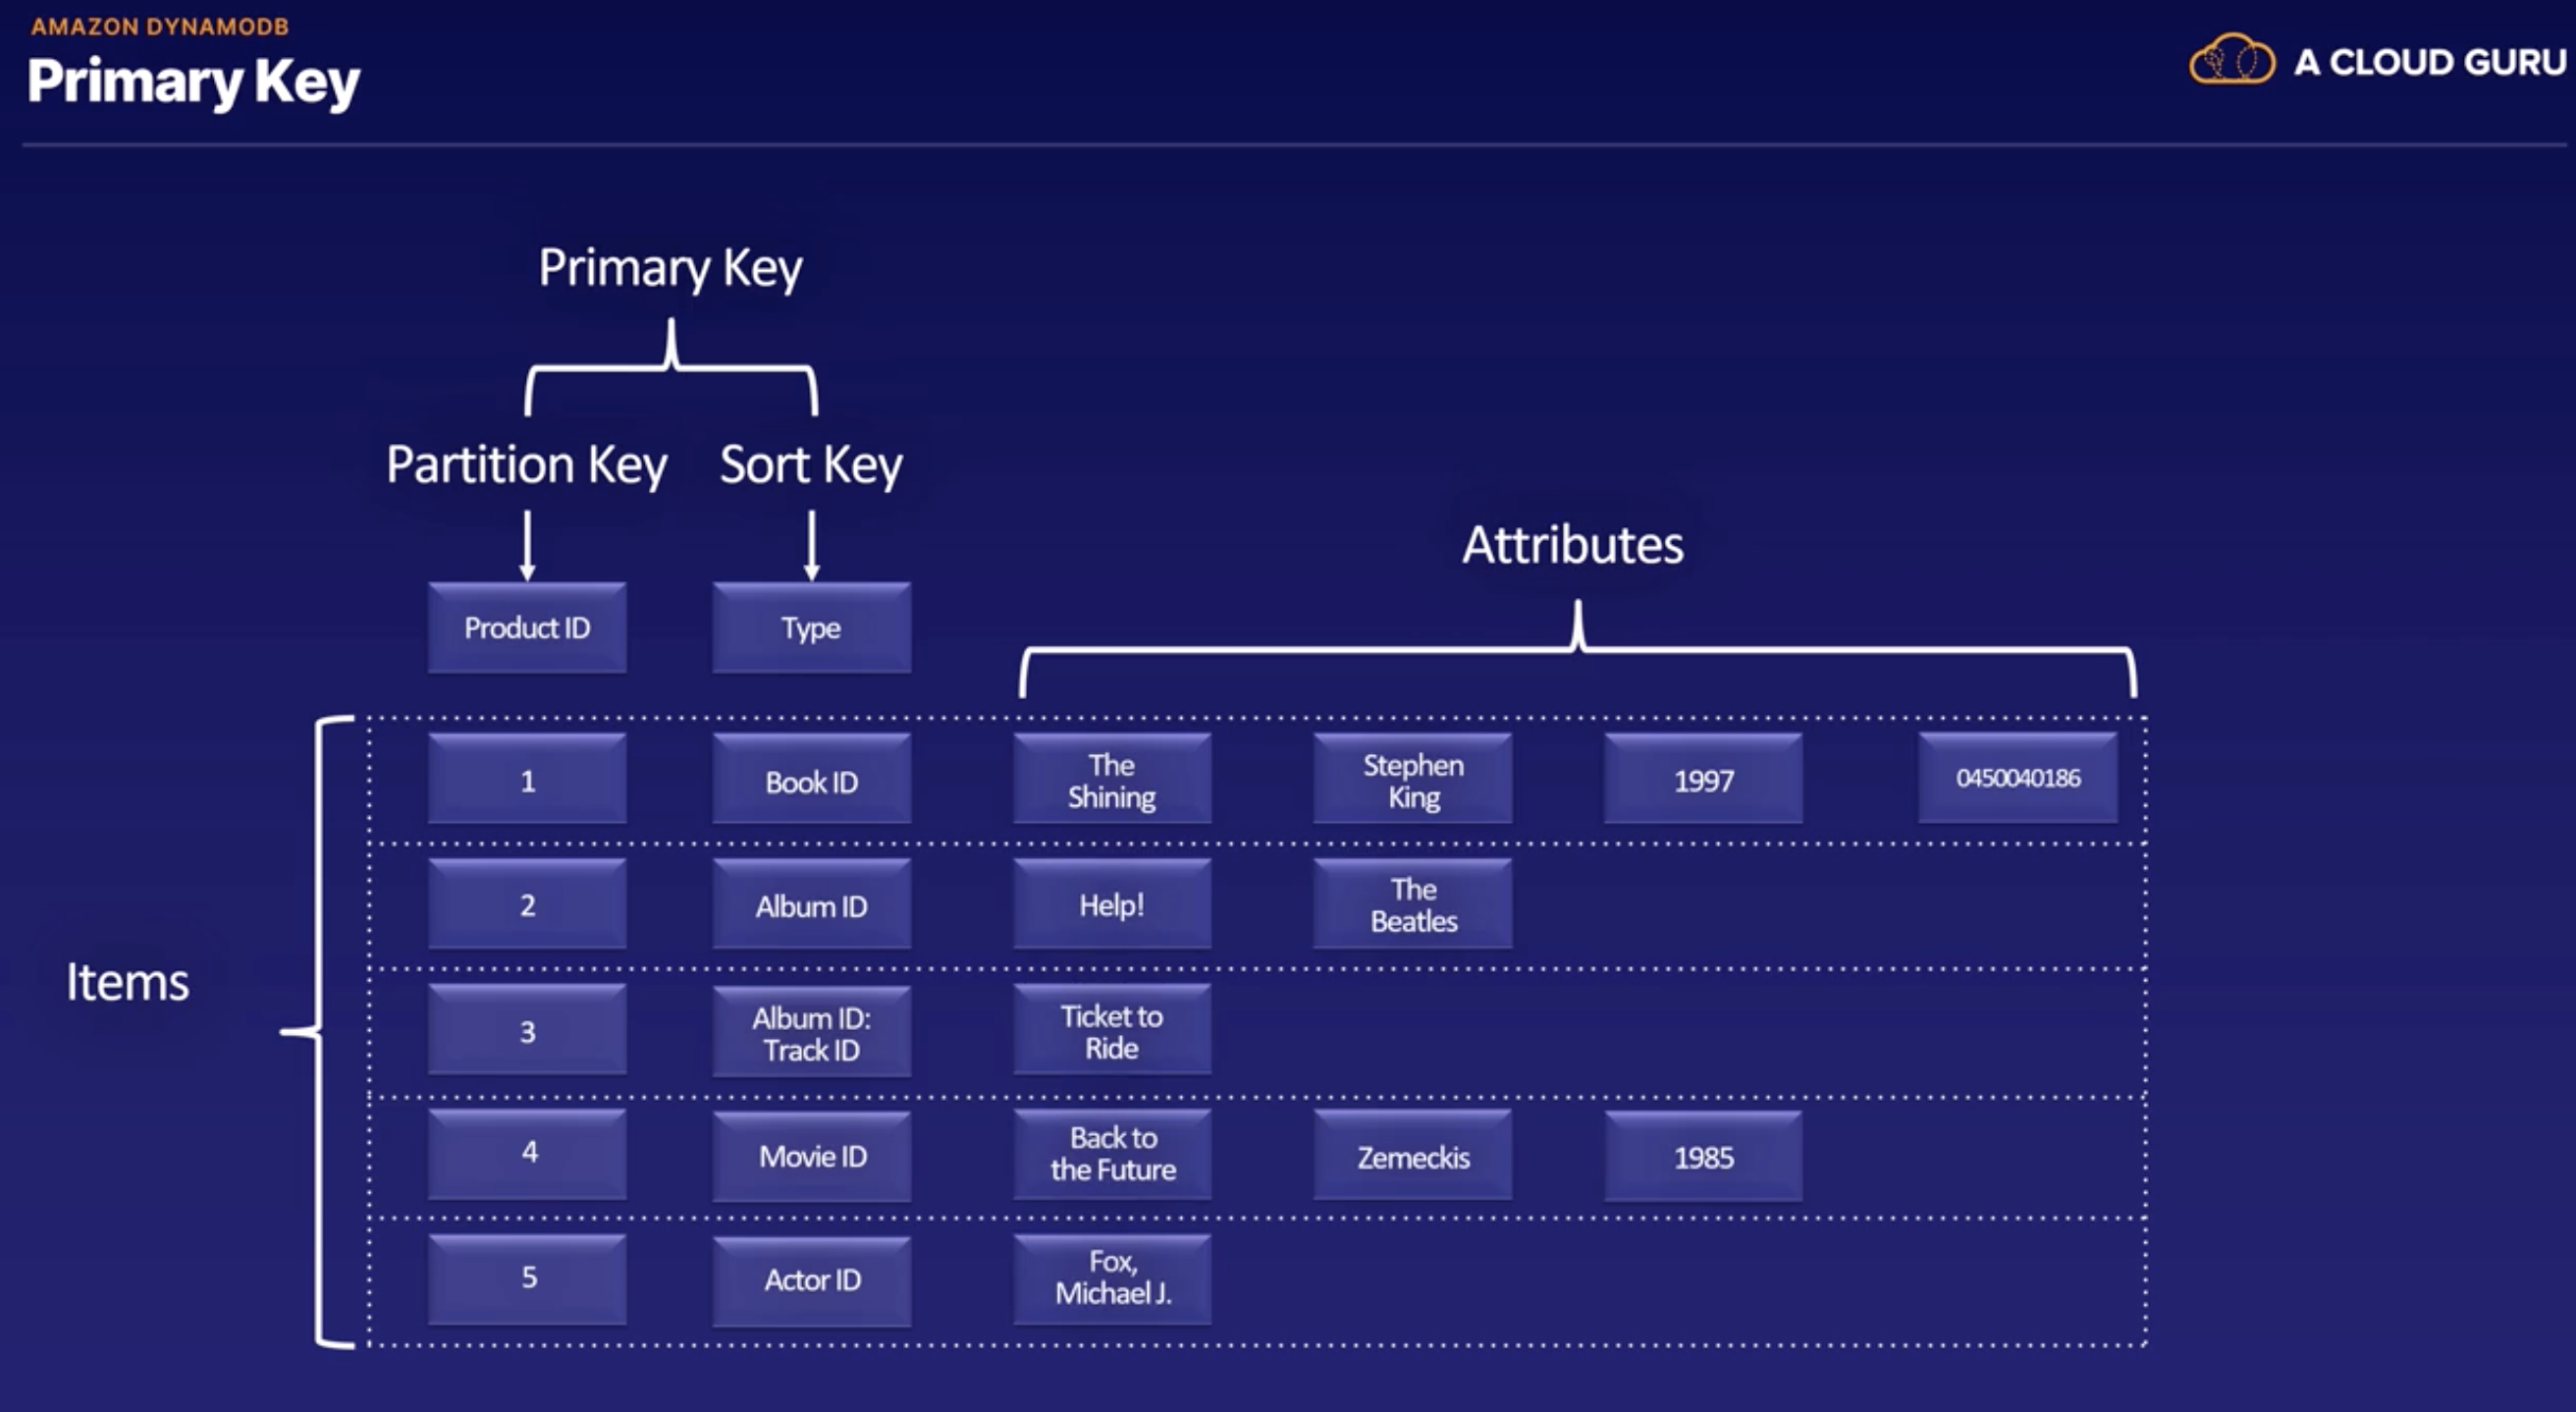 AMAZON DYNAMODB
Primary Key
A CLOUD GURU
Primary Key
Partition Key
Sort Key
Attributes
Product ID
Type
Items
1
Book ID
The
Shining
Stephen
King
1997
0450040186
2
Album ID
Help!
The
Beatles
3
Album ID:
Track ID
Ticket to
Ride
4
Movie ID
Back to
the Future
Zemeckis
1985
5
Actor ID
Fox,
Michael J.